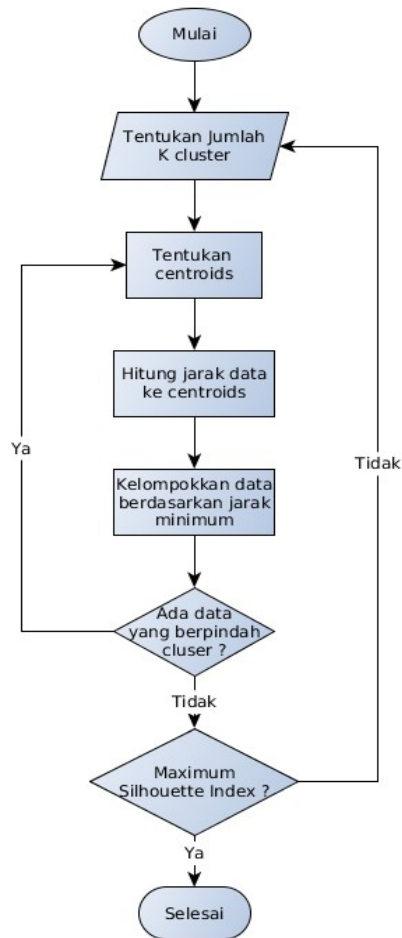 Mulai
Tentukan Jumlah
K cluster
Tentukan
centroids
Hitung jarak data
ke centroids
Kelompokkan data
berdasarkan jarak
minimum
Ada data
yang berpindah
cluser ?
Ya
Tidak
Maximum
Silhouette Index ?
Tidak
Ya
Selesai